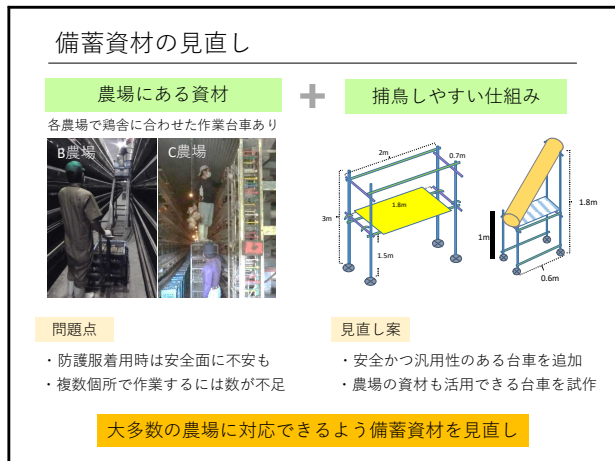 備蓄資材の見直し
農場にある資材
+
捕鳥しやすい仕組み
各農場で鶏舎に合わせた作業台車あり
B農場
C農場
2m
0.7m
1.8m
3m
1.5m
1.8m
1m
0.6m
問題点
・防護服着用時は安全面に不安も
・複数個所で作業するには数が不足
見直し案
・安全かつ汎用性のある台車を追加
・農場の資材も活用できる台車を試作
大多数の農場に対応できるよう備蓄資材を見直し